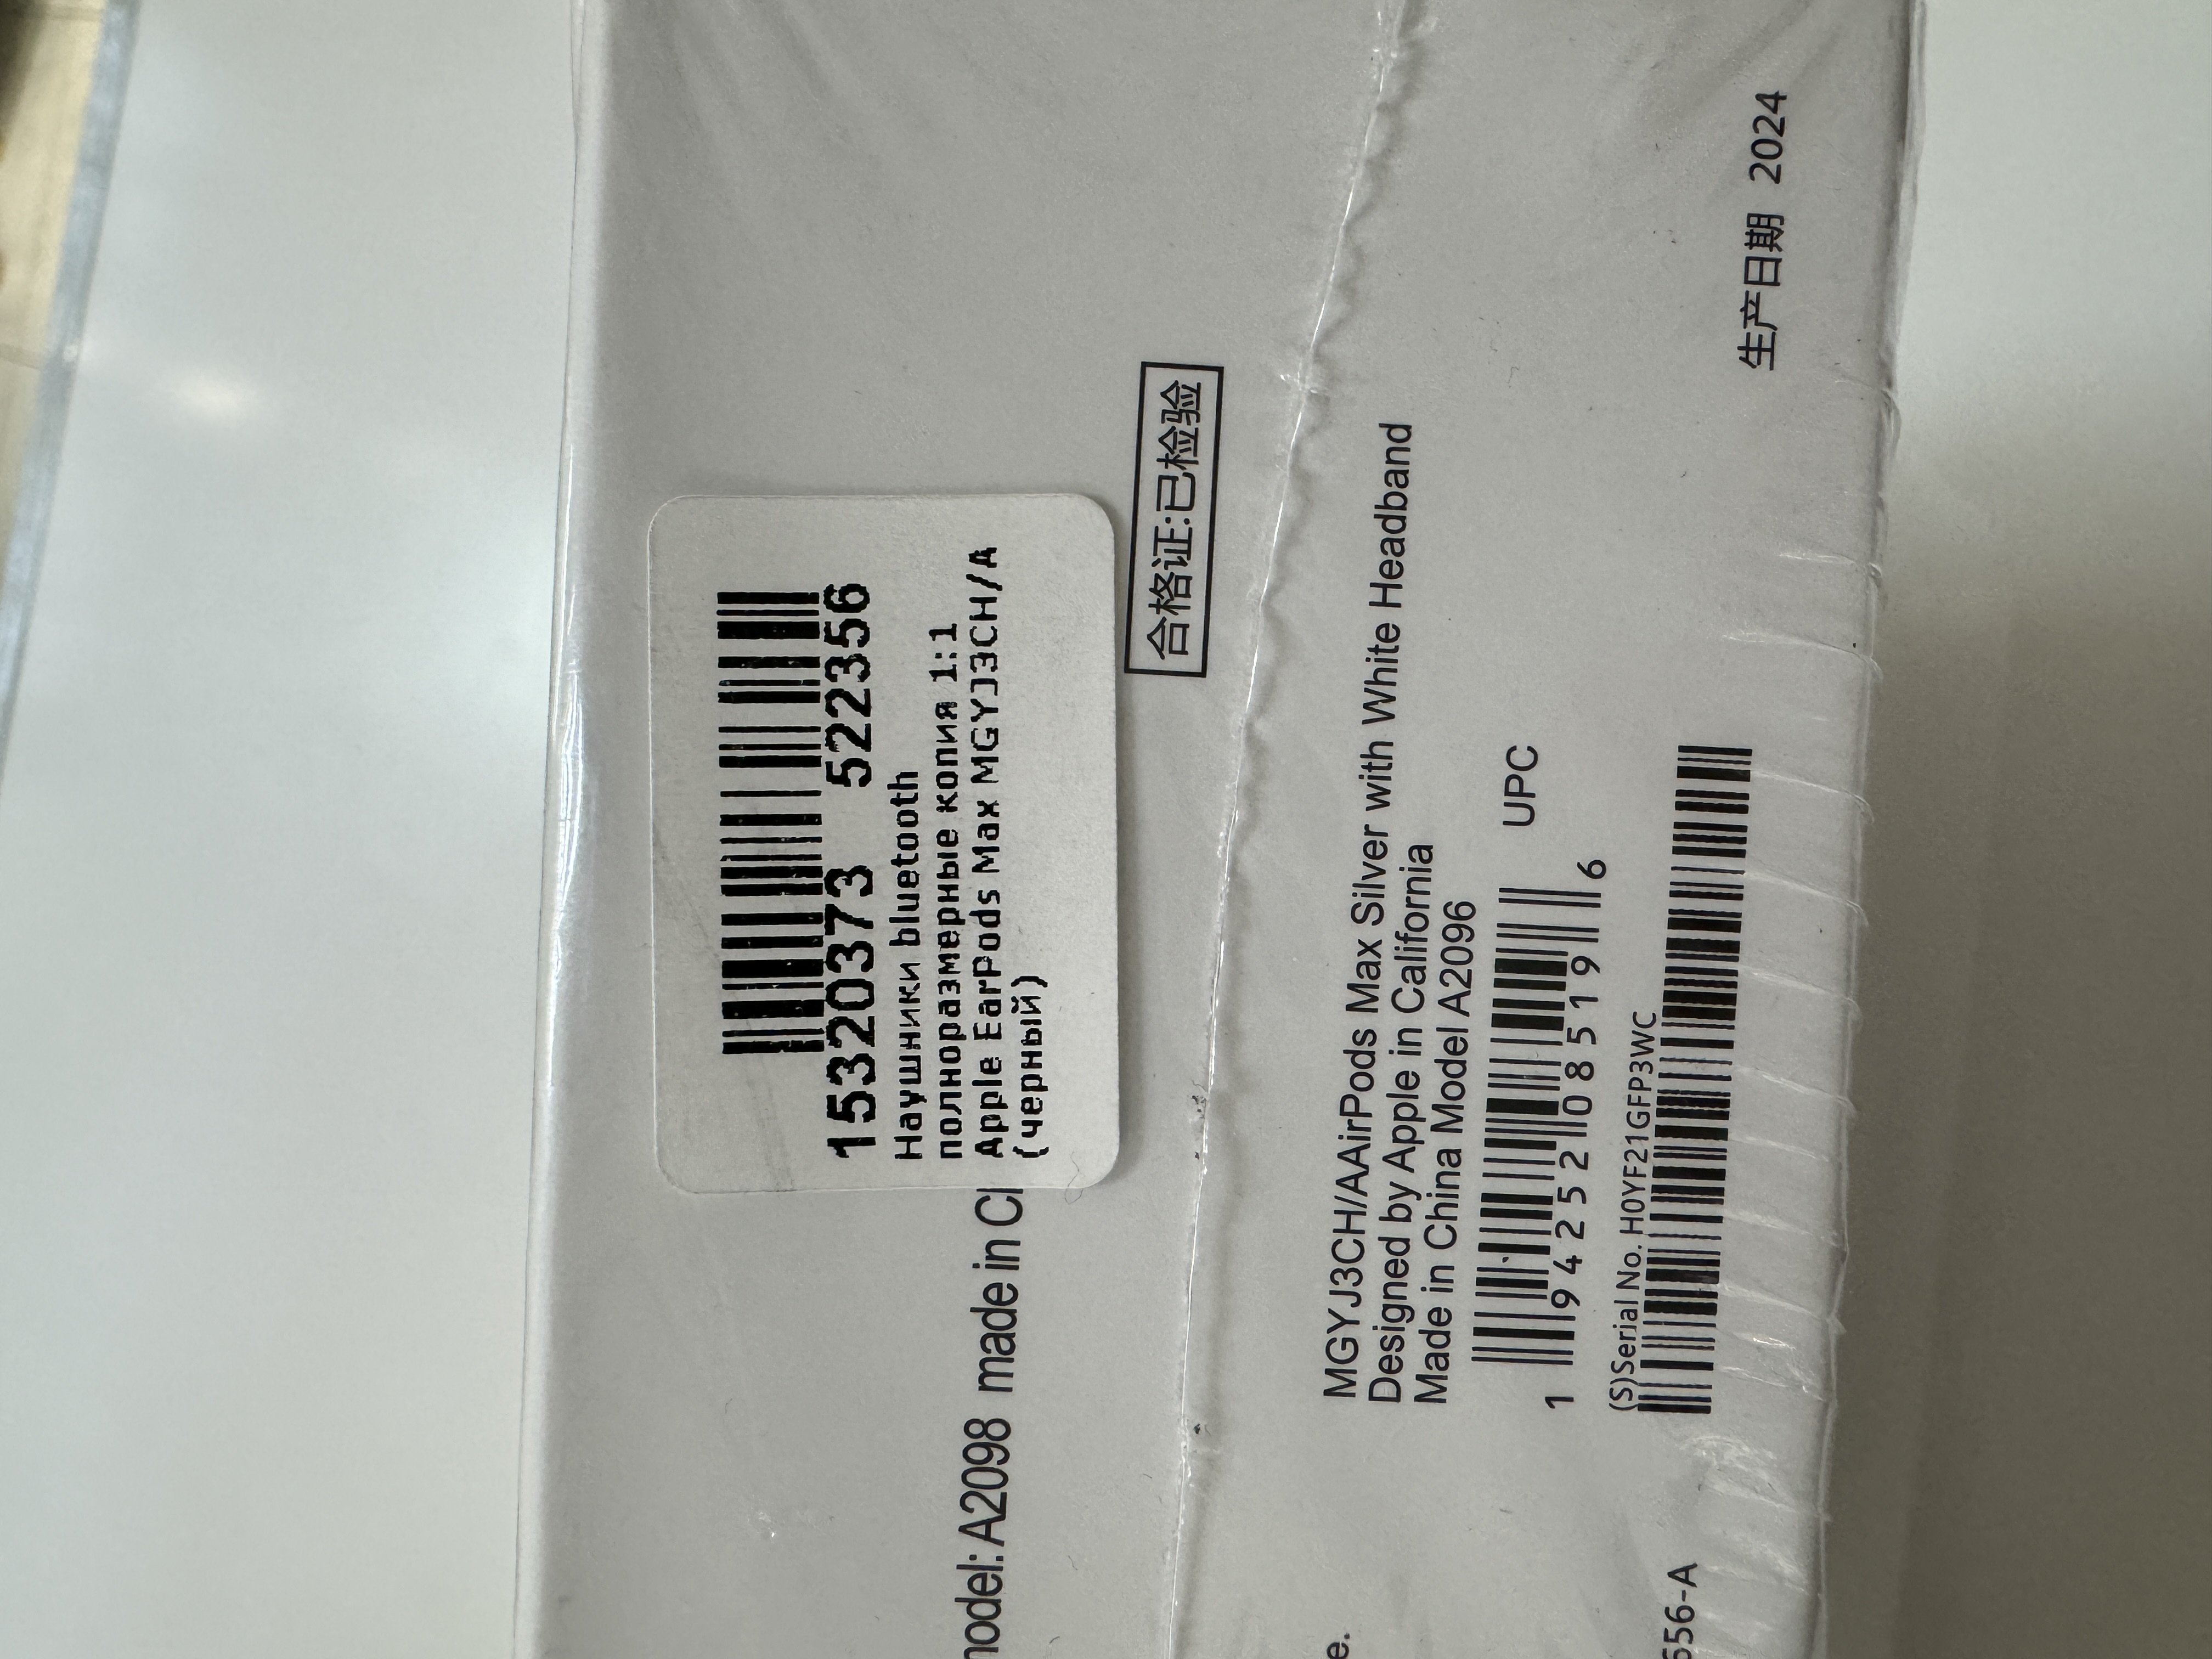 15320373 522356
Наушники bluetooth
полноразмерные копия 1:1
Apple EarPods Max MGYJ3CH/A
(черный)
A2098 made in
合格证:已检验
MGYJ3CH/AAirPods Max Silver with White Headband
Designed by Apple in California
Made in China Model A2096
UPC
1 94252 08519 6
(S)Serial No. H0YF21GFP3WC
生产日期 2024